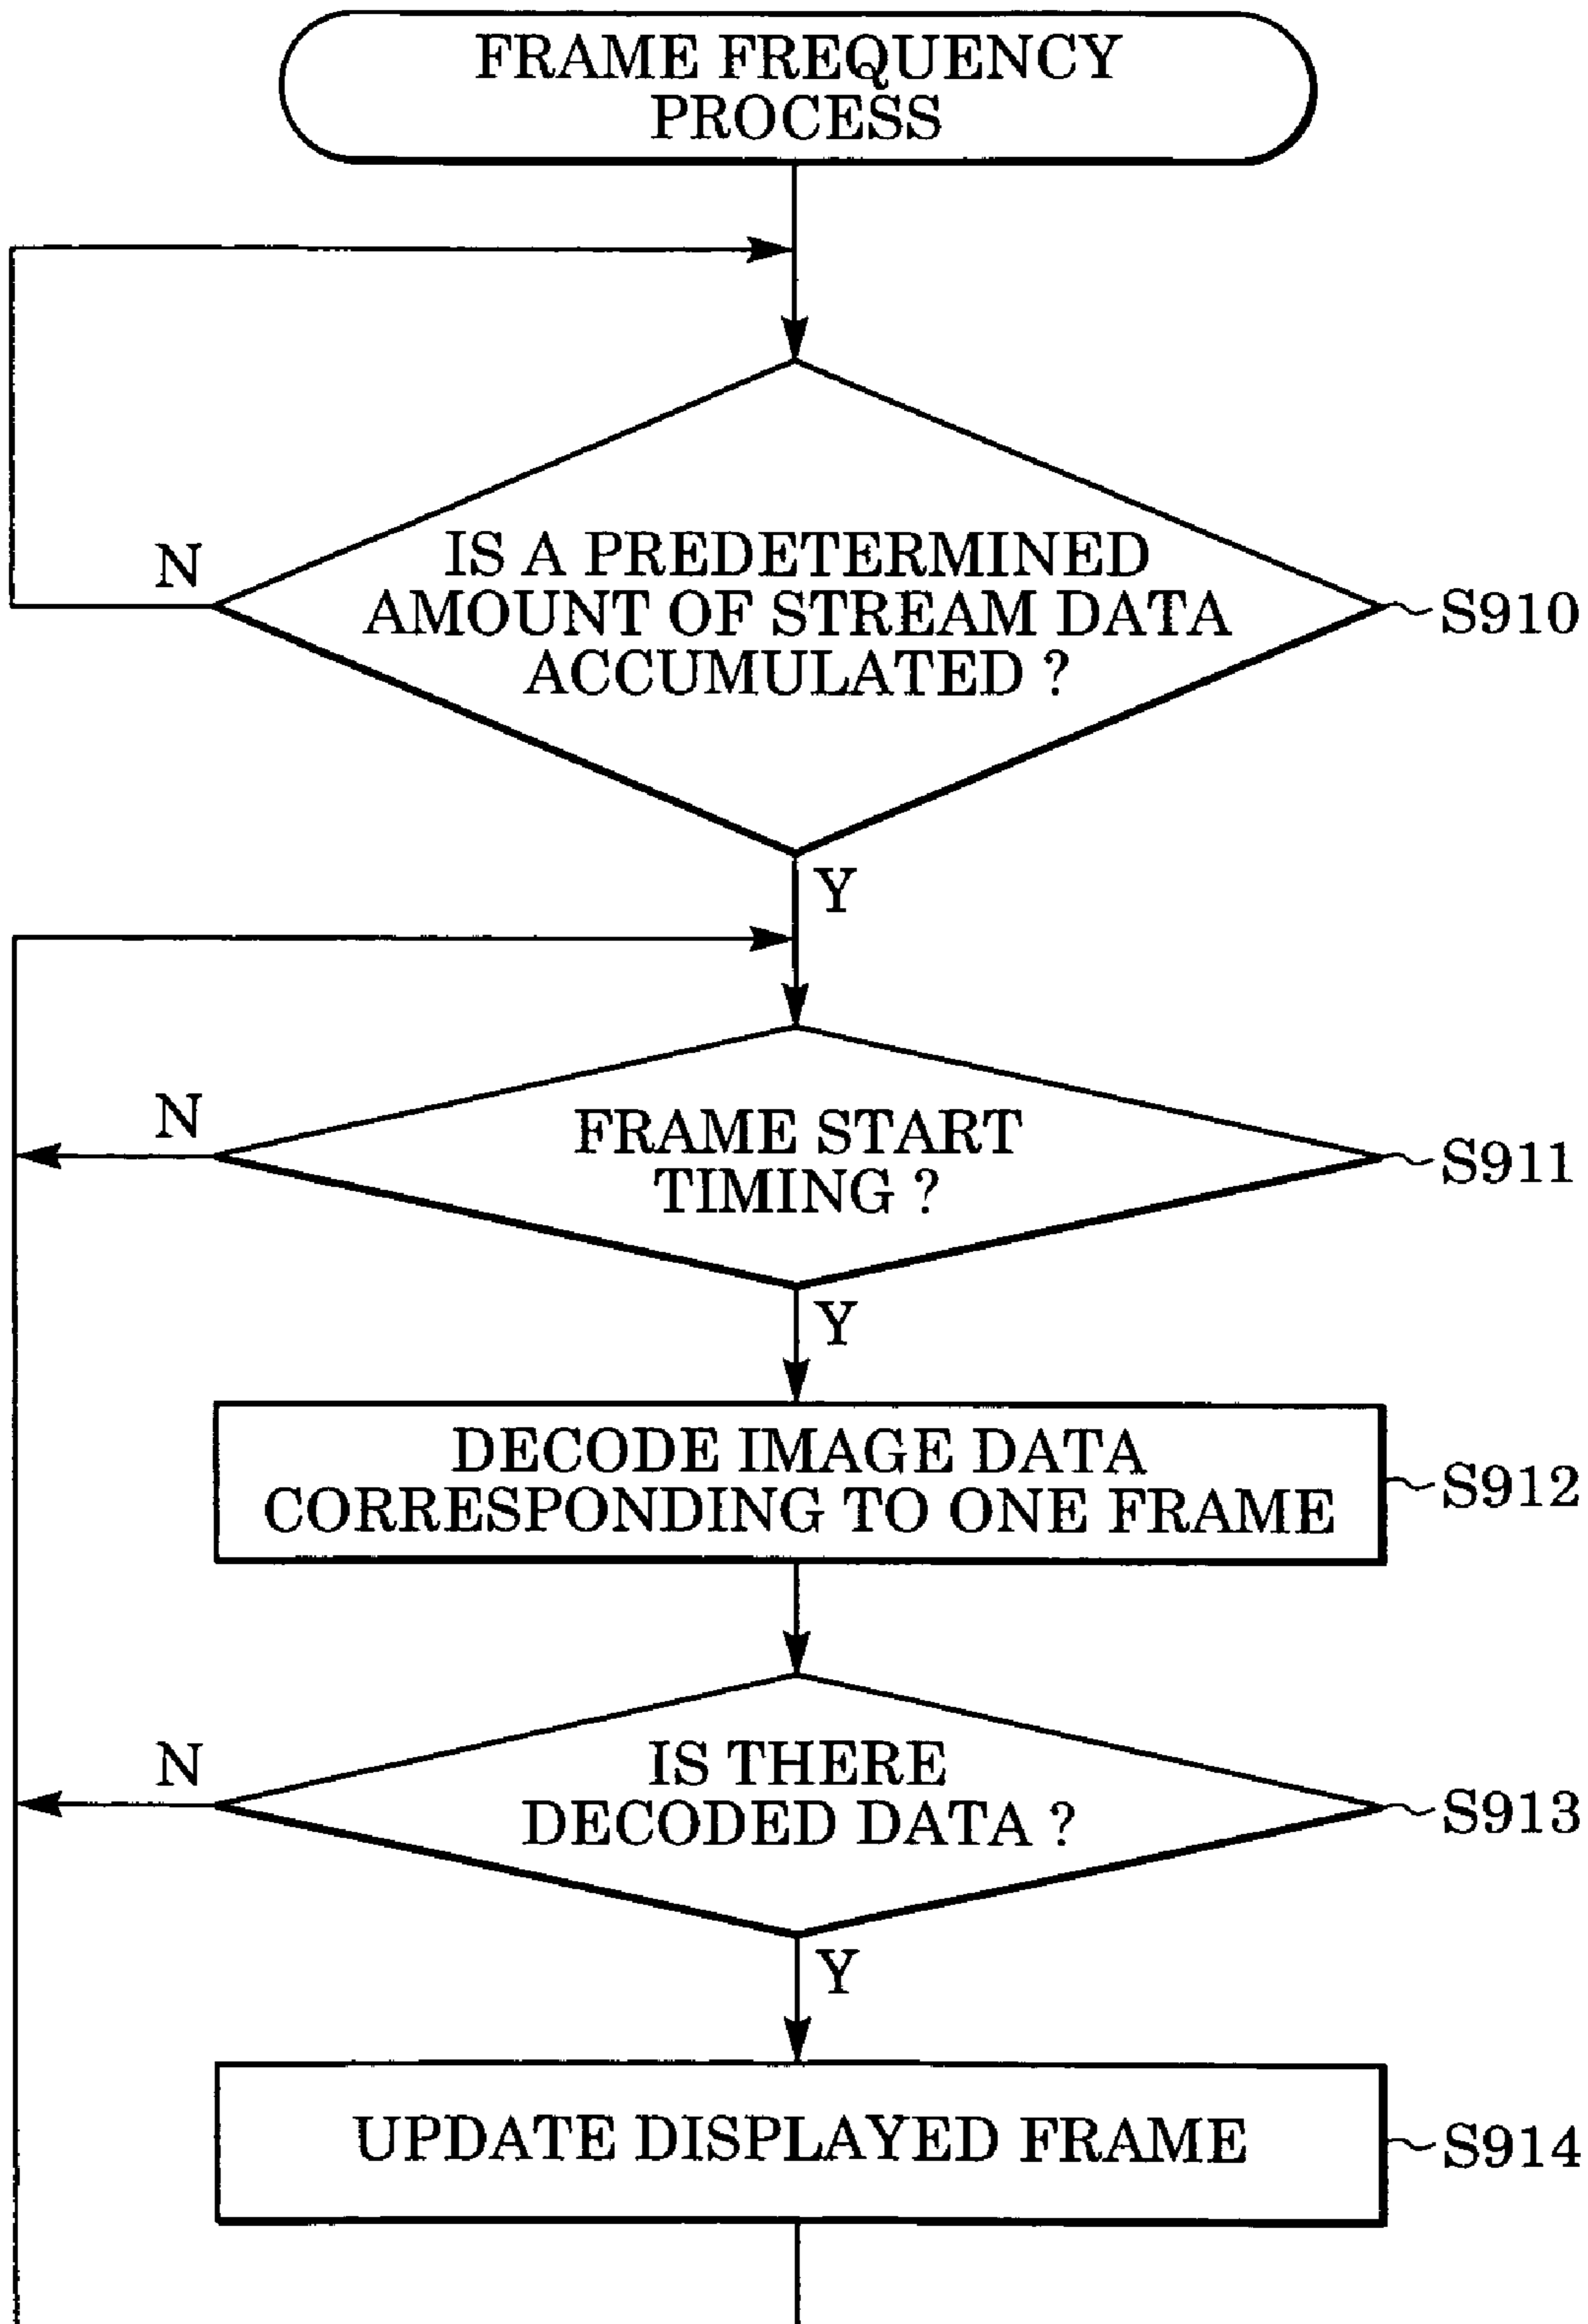 FRAME FREQUENCY
PROCESS
N
IS A PREDETERMINED
AMOUNT OF STREAM DATA
ACCUMULATED ?
S910
Y
N
FRAME START
TIMING ?
S911
Y
DECODE IMAGE DATA
CORRESPONDING TO ONE FRAME
S912
N
IS THERE
DECODED DATA ?
S913
Y
UPDATE DISPLAYED FRAME
S914